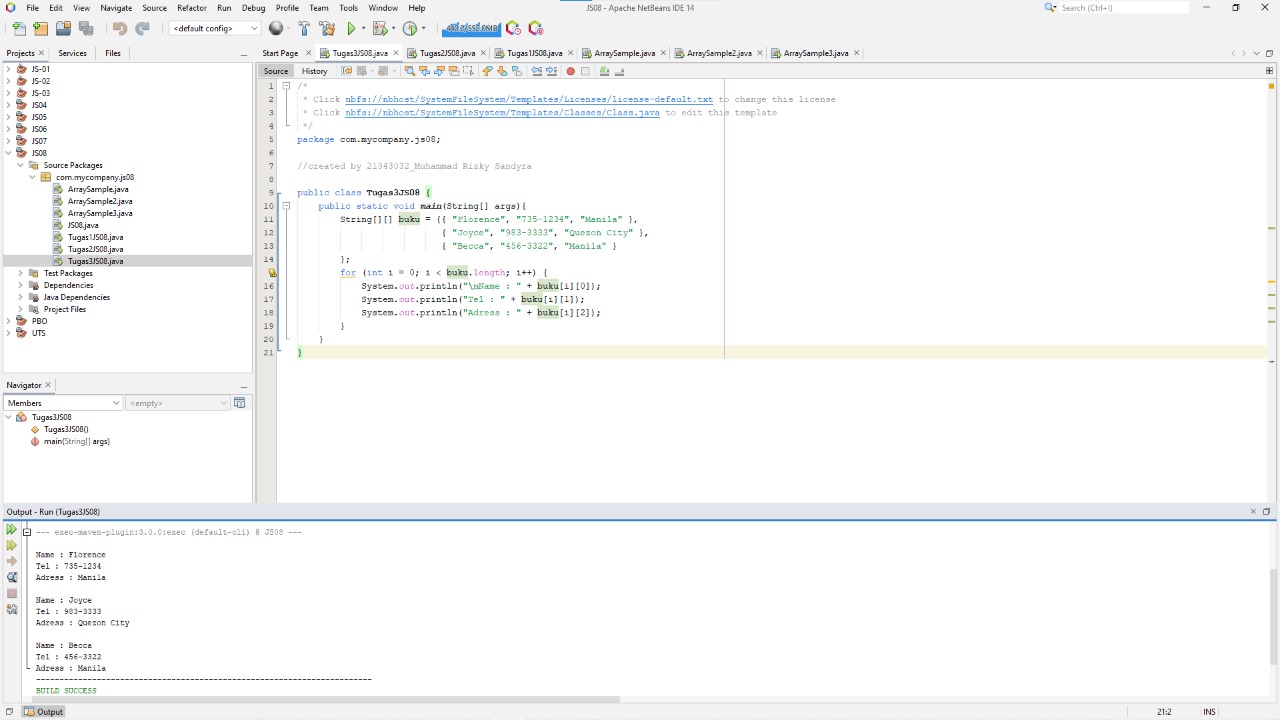 JS08 - Apache NetBeans IDE 14
File Edit View Navigate Source Refactor Run Debug Profile Team Tools Window Help
Search (Ctrl+I)
<default config>
Projects Services Files
Start Page Tugas3JS08.java Tugas2JS08.java Tugas1JS08.java ArraySample.java ArraySample2.java ArraySample3.java
Source History
JS-01
JS-02
JS-03
JS04
JS05
JS06
JS07
JS08
Source Packages
com.mycompany.js08
ArraySample.java
ArraySample2.java
ArraySample3.java
JS08.java
Tugas1JS08.java
Tugas2JS08.java
Tugas3JS08.java
Test Packages
Dependencies
Java Dependencies
Project Files
PBO
UTS
Navigator
Members <empty>
Tugas3JS08
Tugas3JS08()
main(String[] args)
1 /*
2 * Click nbfs://nbhost/SystemFileSystem/Templates/Licenses/license-default.txt to change this license
3 * Click nbfs://nbhost/SystemFileSystem/Templates/Classes/Class.java to edit this template
4 */
5 package com.mycompany.js08;
6
7 //created by 21343032_Muhammad Rizky Sandyra
8
9 public class Tugas3JS08 {
10 public static void main(String[] args){
11 String[][] buku = {{ "Florence", "735-1234", "Manila" },
12 { "Joyce", "983-3333", "Quezon City" },
13 { "Becca", "456-3322", "Manila" }
14 };
for (int i = 0; i < buku.length; i++) {
16 System.out.println("\nName : " + buku[i][0]);
17 System.out.println("Tel : " + buku[i][1]);
18 System.out.println("Adress : " + buku[i][2]);
19 }
20 }
21 }
Output - Run (Tugas3JS08)
--- exec-maven-plugin:3.0.0:exec (default-cli) @ JS08 ---
Name : Florence
Tel : 735-1234
Adress : Manila
Name : Joyce
Tel : 983-3333
Adress : Quezon City
Name : Becca
Tel : 456-3322
Adress : Manila
------------------------------------------------------------------------
BUILD SUCCESS
Output
21:2 INS